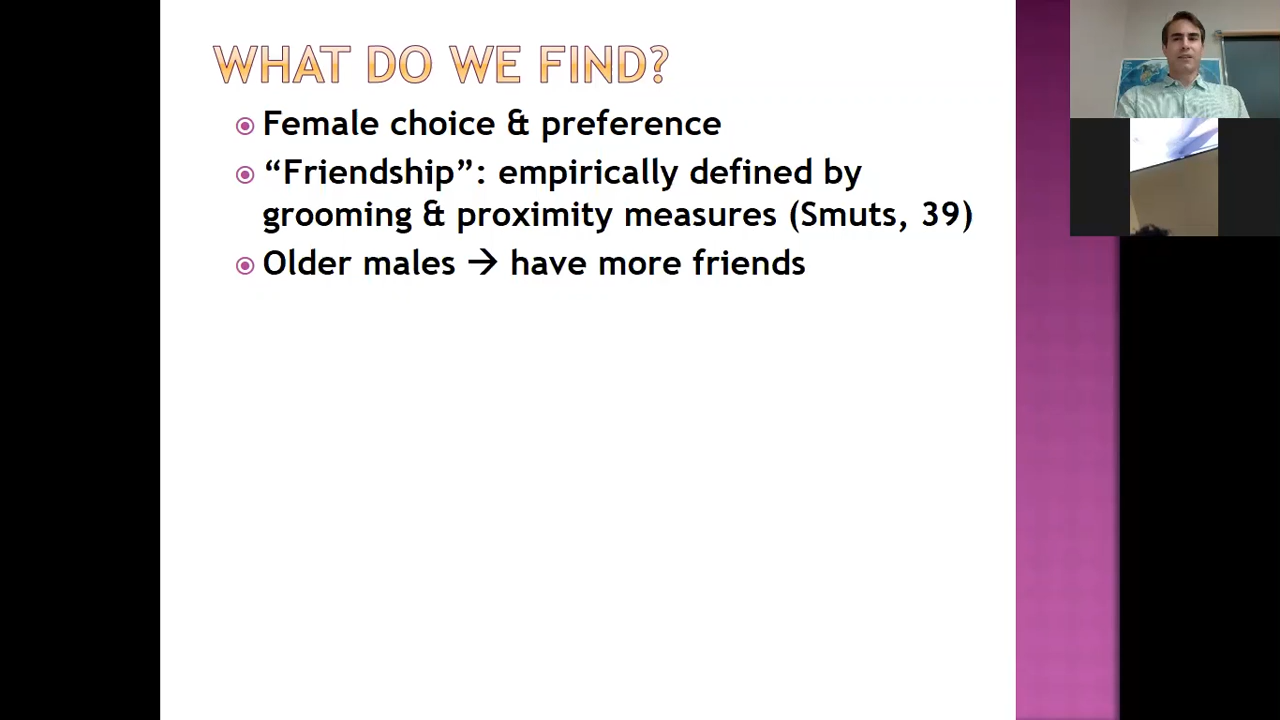 WHAT DO WE FIND?
Female choice & preference
“Friendship”: empirically defined by
grooming & proximity measures (Smuts, 39)
Older males → have more friends